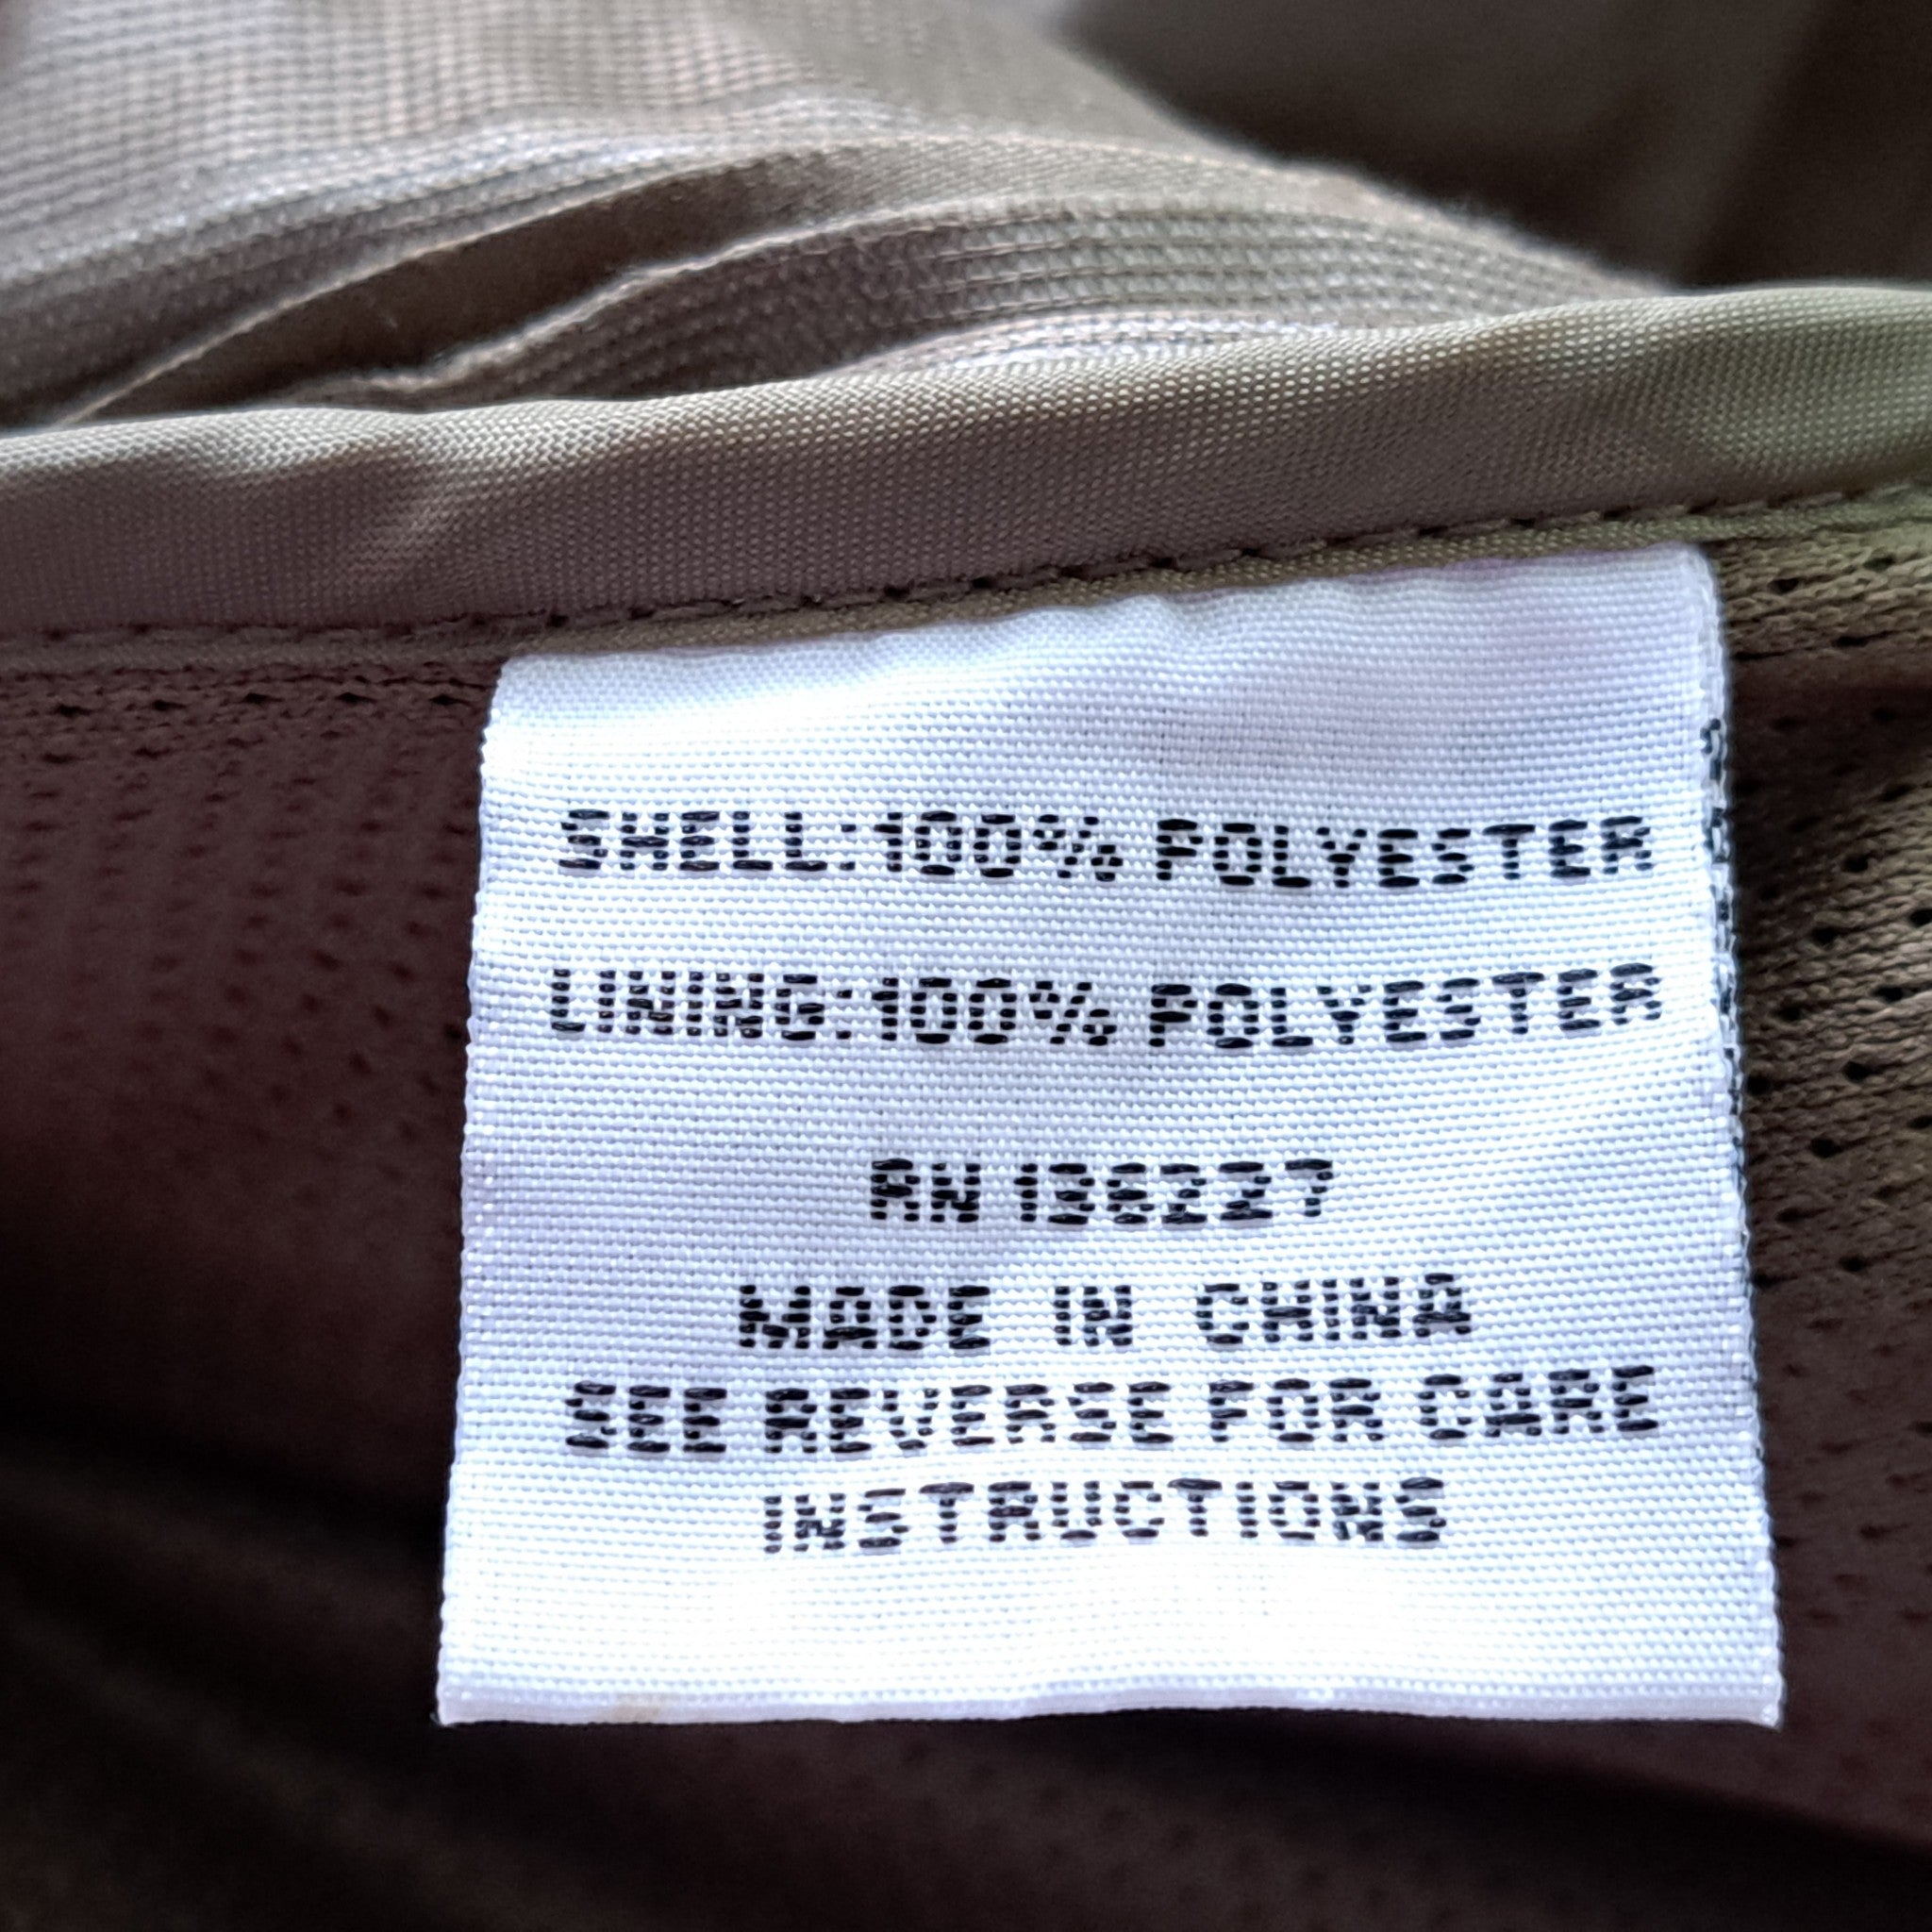 SHELL:100% POLYESTER
LINING:100% POLYESTER
RN 136227
MADE IN CHINA
SEE REVERSE FOR CARE
INSTRUCTIONS